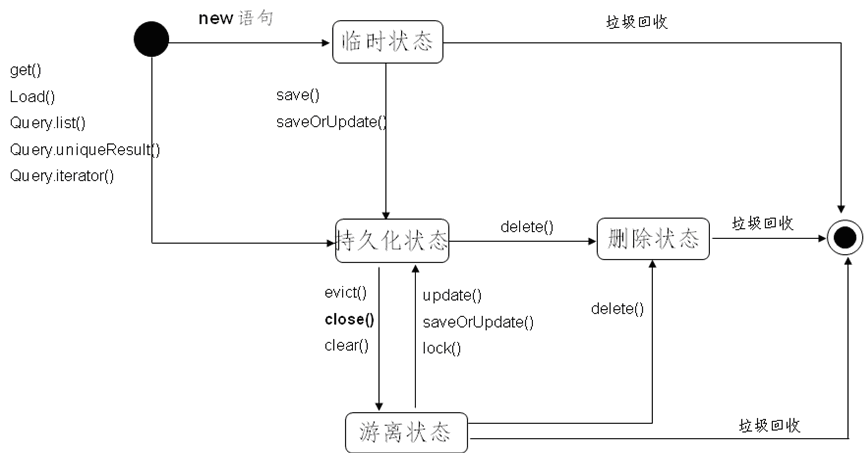 new 语句
临时状态
垃圾回收
get()
Load()
Query.list()
Query.uniqueResult()
Query.iterator()
save()
saveOrUpdate()
持久化状态
delete()
删除状态
垃圾回收
evict()
close()
clear()
update()
saveOrUpdate()
lock()
delete()
游离状态
垃圾回收